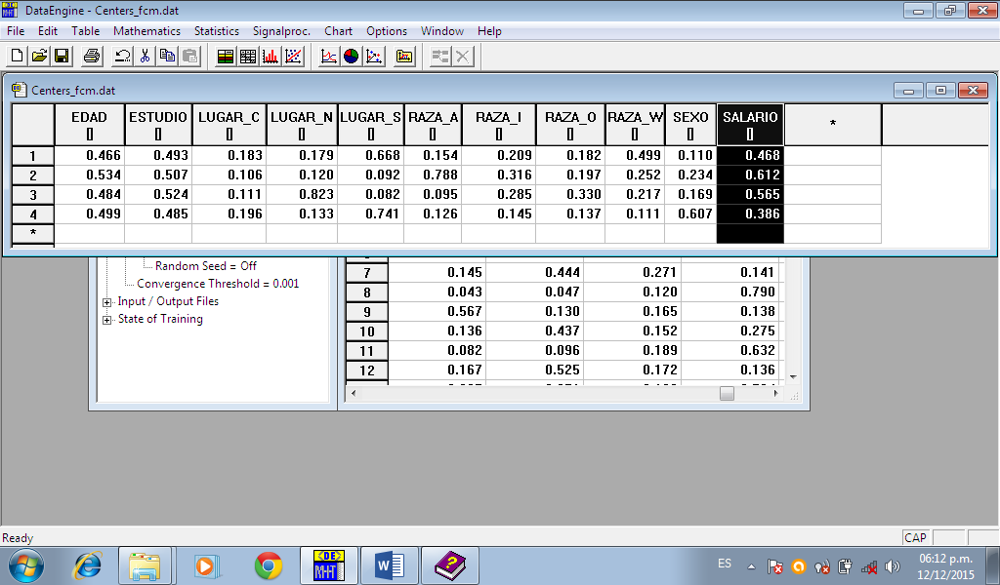 DataEngine - Centers_fcm.dat
File Edit Table Mathematics Statistics Signalproc. Chart Options Window Help
Centers_fcm.dat
EDAD ESTUDIO LUGAR_C LUGAR_N LUGAR_S RAZA_A RAZA_I RAZA_O RAZA_W SEXO SALARIO *
[] [] [] [] [] [] [] [] [] [] []
1 0.466 0.493 0.183 0.179 0.668 0.154 0.209 0.182 0.499 0.110 0.468
2 0.534 0.507 0.106 0.120 0.092 0.788 0.316 0.197 0.252 0.234 0.612
3 0.484 0.524 0.111 0.823 0.082 0.095 0.285 0.330 0.217 0.169 0.565
4 0.499 0.485 0.196 0.133 0.741 0.126 0.145 0.137 0.111 0.607 0.386
*
Random Seed = Off
Convergence Threshold = 0.001
Input / Output Files
State of Training
7 0.145 0.444 0.271 0.141
8 0.043 0.047 0.120 0.790
9 0.567 0.130 0.165 0.138
10 0.136 0.437 0.152 0.275
11 0.082 0.096 0.189 0.632
12 0.167 0.525 0.172 0.136
Ready
CAP
ES
06:12 p.m.
12/12/2015